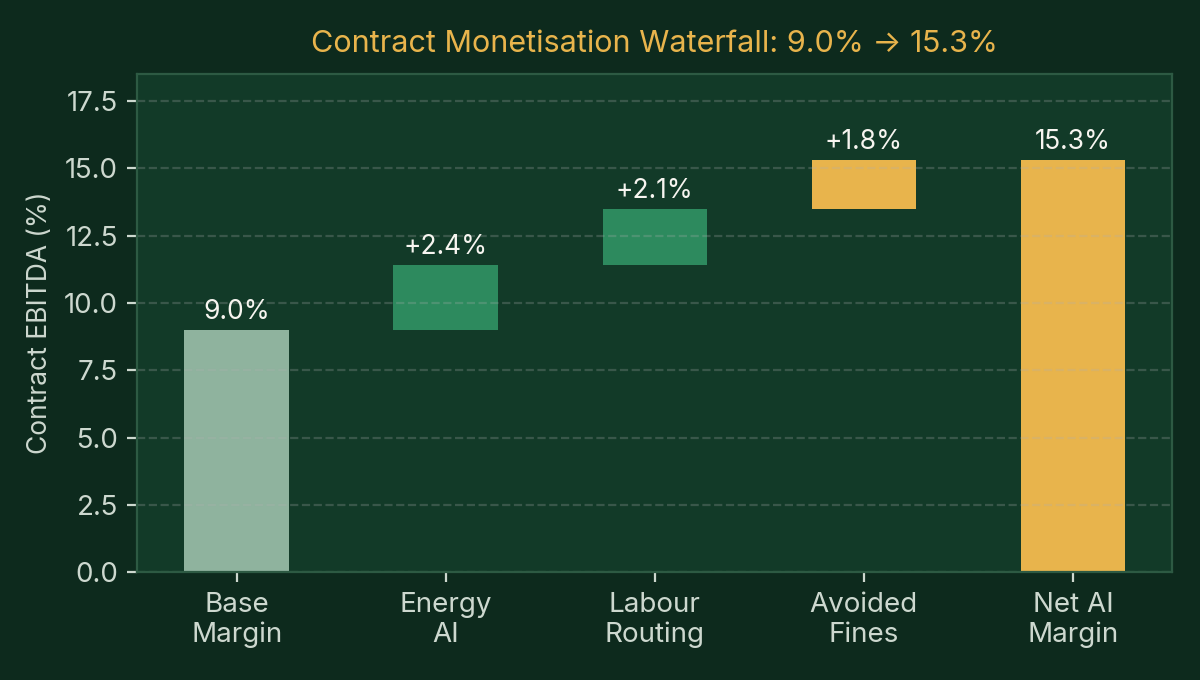 Contract Monetisation Waterfall: 9.0% → 15.3%
Contract EBITDA (%)
17.5
15.0
12.5
10.0
7.5
5.0
2.5
0.0
9.0%
+2.4%
+2.1%
+1.8%
15.3%
Base
Margin
Energy
AI
Labour
Routing
Avoided
Fines
Net AI
Margin